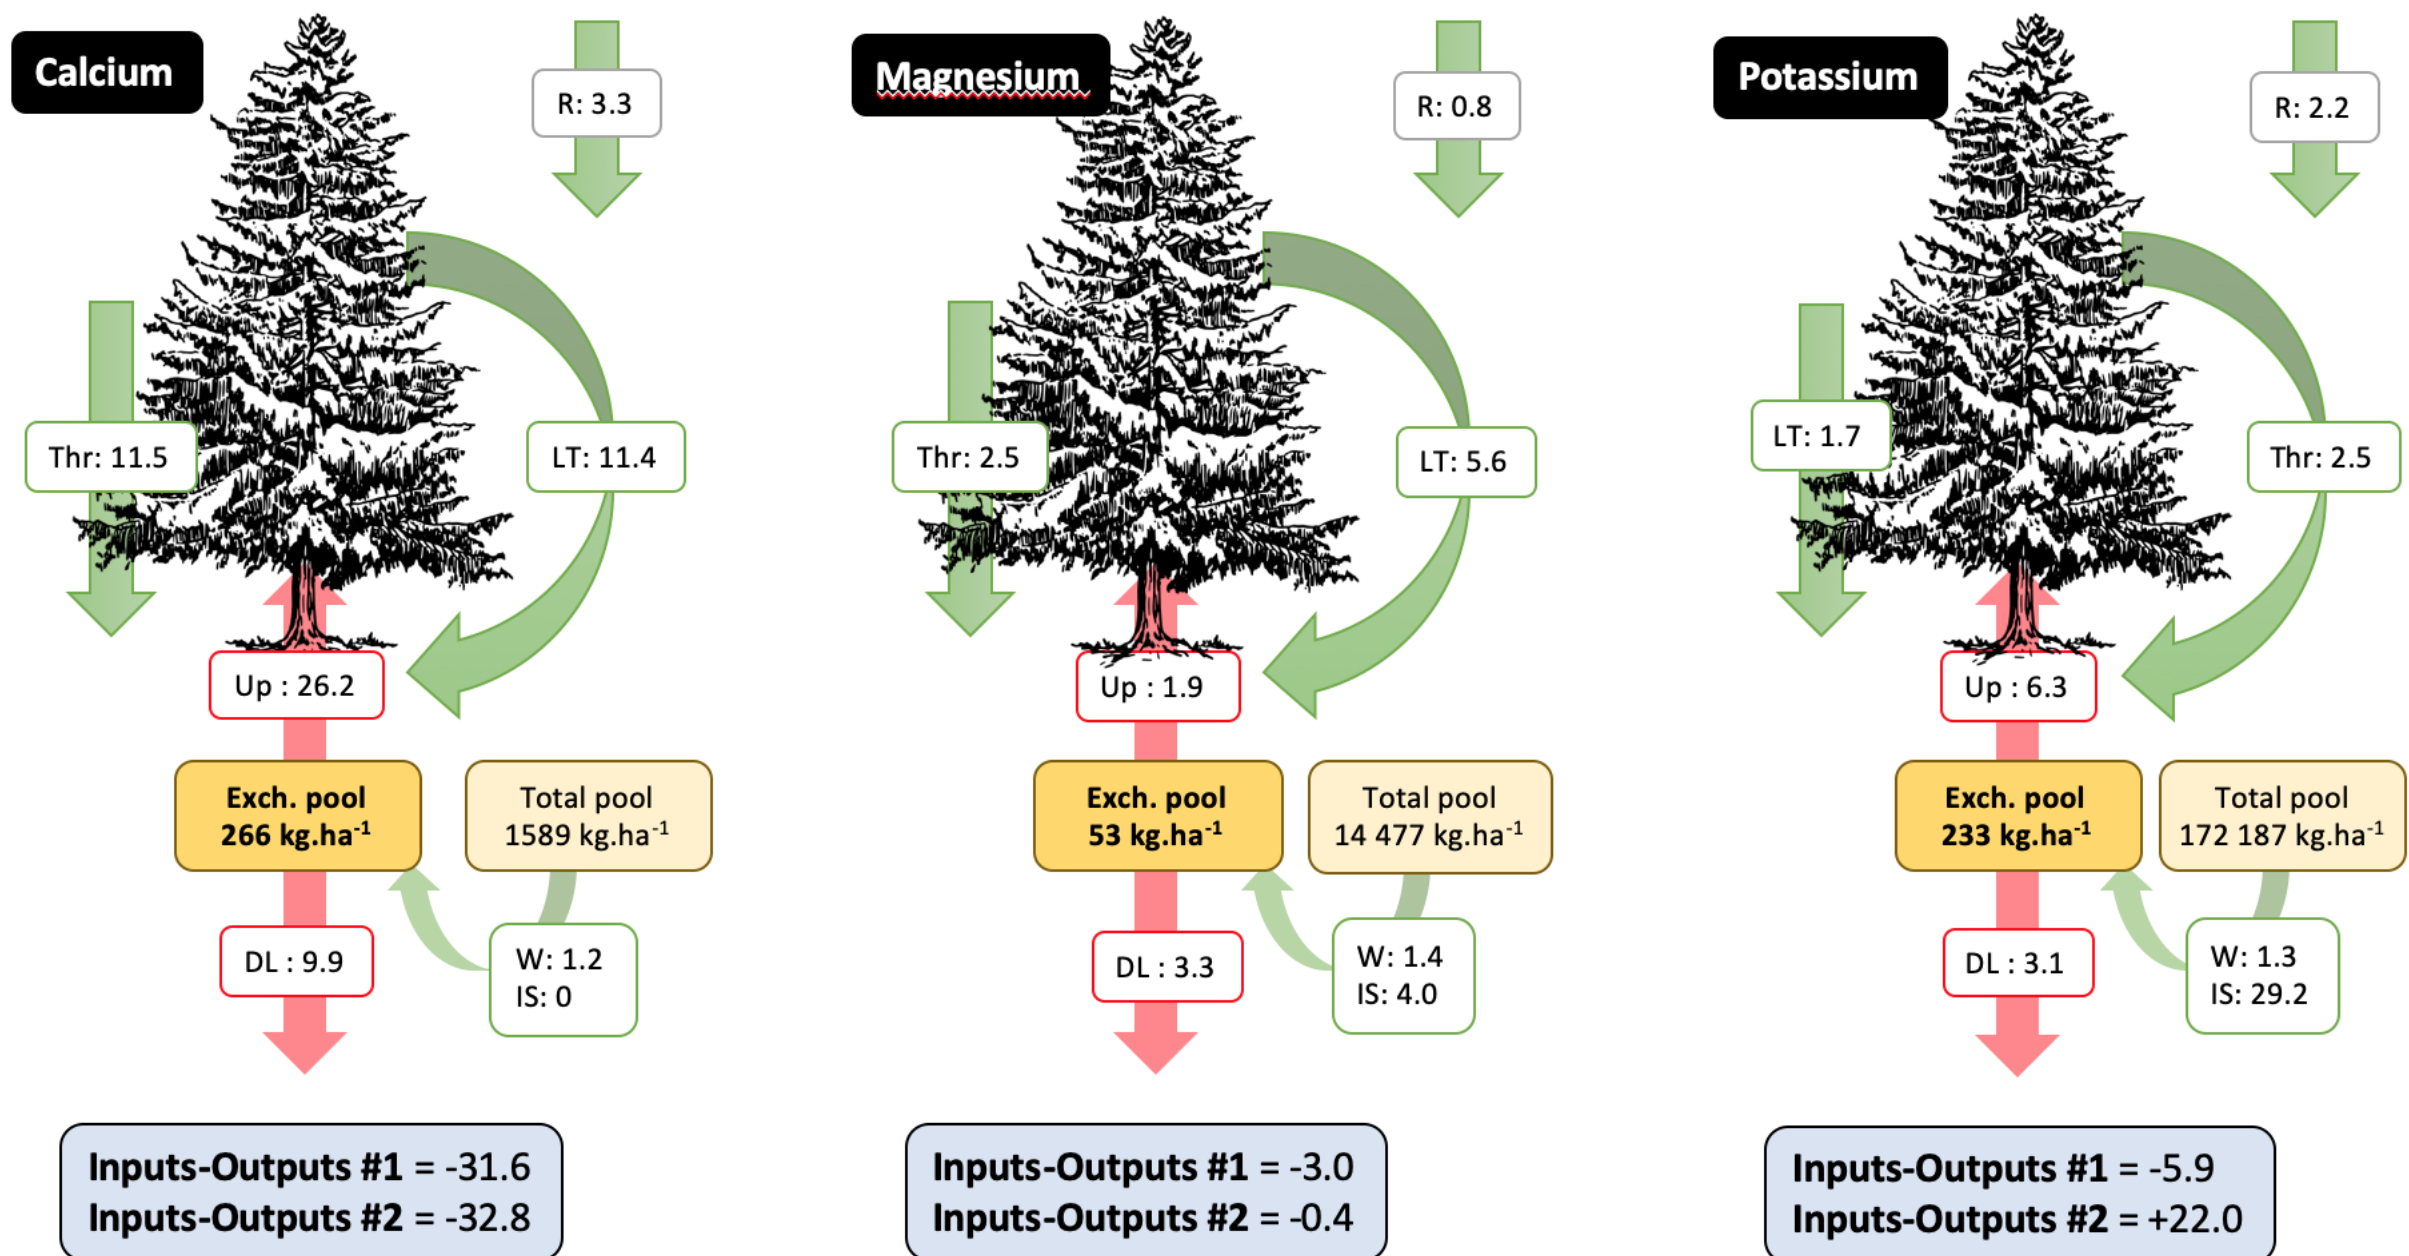 Calcium
R: 3.3
Thr: 11.5
LT: 11.4
Up : 26.2
Exch. pool
266 kg.ha⁻¹
Total pool
1589 kg.ha⁻¹
DL : 9.9
W: 1.2
IS: 0
Inputs-Outputs #1 = -31.6
Inputs-Outputs #2 = -32.8
Magnesium
R: 0.8
Thr: 2.5
LT: 5.6
Up : 1.9
Exch. pool
53 kg.ha⁻¹
Total pool
14 477 kg.ha⁻¹
DL : 3.3
W: 1.4
IS: 4.0
Inputs-Outputs #1 = -3.0
Inputs-Outputs #2 = -0.4
Potassium
R: 2.2
LT: 1.7
Thr: 2.5
Up : 6.3
Exch. pool
233 kg.ha⁻¹
Total pool
172 187 kg.ha⁻¹
DL : 3.1
W: 1.3
IS: 29.2
Inputs-Outputs #1 = -5.9
Inputs-Outputs #2 = +22.0